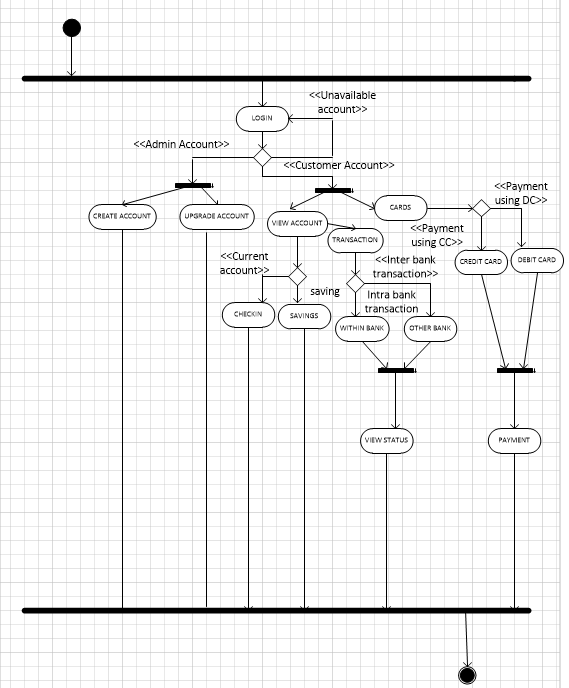 <<Unavailable
account>>
LOGIN
<<Admin Account>>
<<Customer Account>>
CREATE ACCOUNT
UPGRADE ACCOUNT
VIEW ACCOUNT
CARDS
<<Payment
using DC>>
TRANSACTION
<<Payment
using CC>>
<<Current
account>>
<<Inter bank
transaction>>
CREDIT CARD
DEBIT CARD
saving
Intra bank
transaction
CHECKIN
SAVINGS
WITHIN BANK
OTHER BANK
VIEW STATUS
PAYMENT